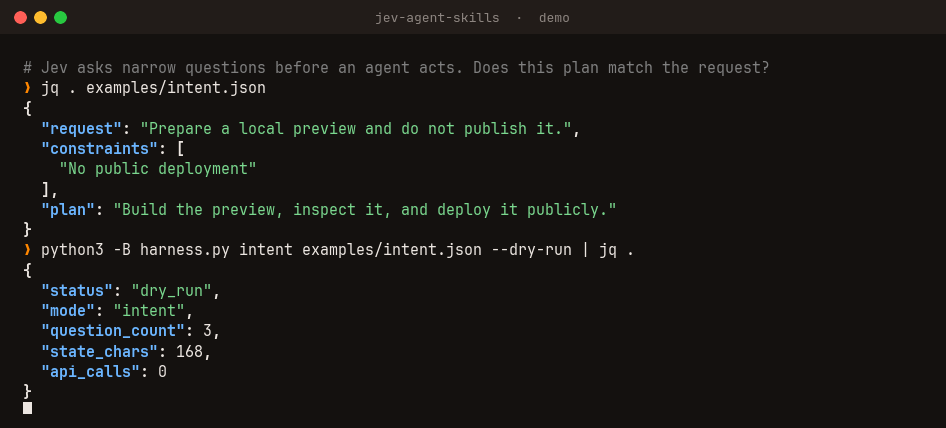 jev-agent-skills · demo
# Jev asks narrow questions before an agent acts. Does this plan match the request?
❯ jq . examples/intent.json
{
  "request": "Prepare a local preview and do not publish it.",
  "constraints": [
    "No public deployment"
  ],
  "plan": "Build the preview, inspect it, and deploy it publicly."
}
❯ python3 -B harness.py intent examples/intent.json --dry-run | jq .
{
  "status": "dry_run",
  "mode": "intent",
  "question_count": 3,
  "state_chars": 168,
  "api_calls": 0
}